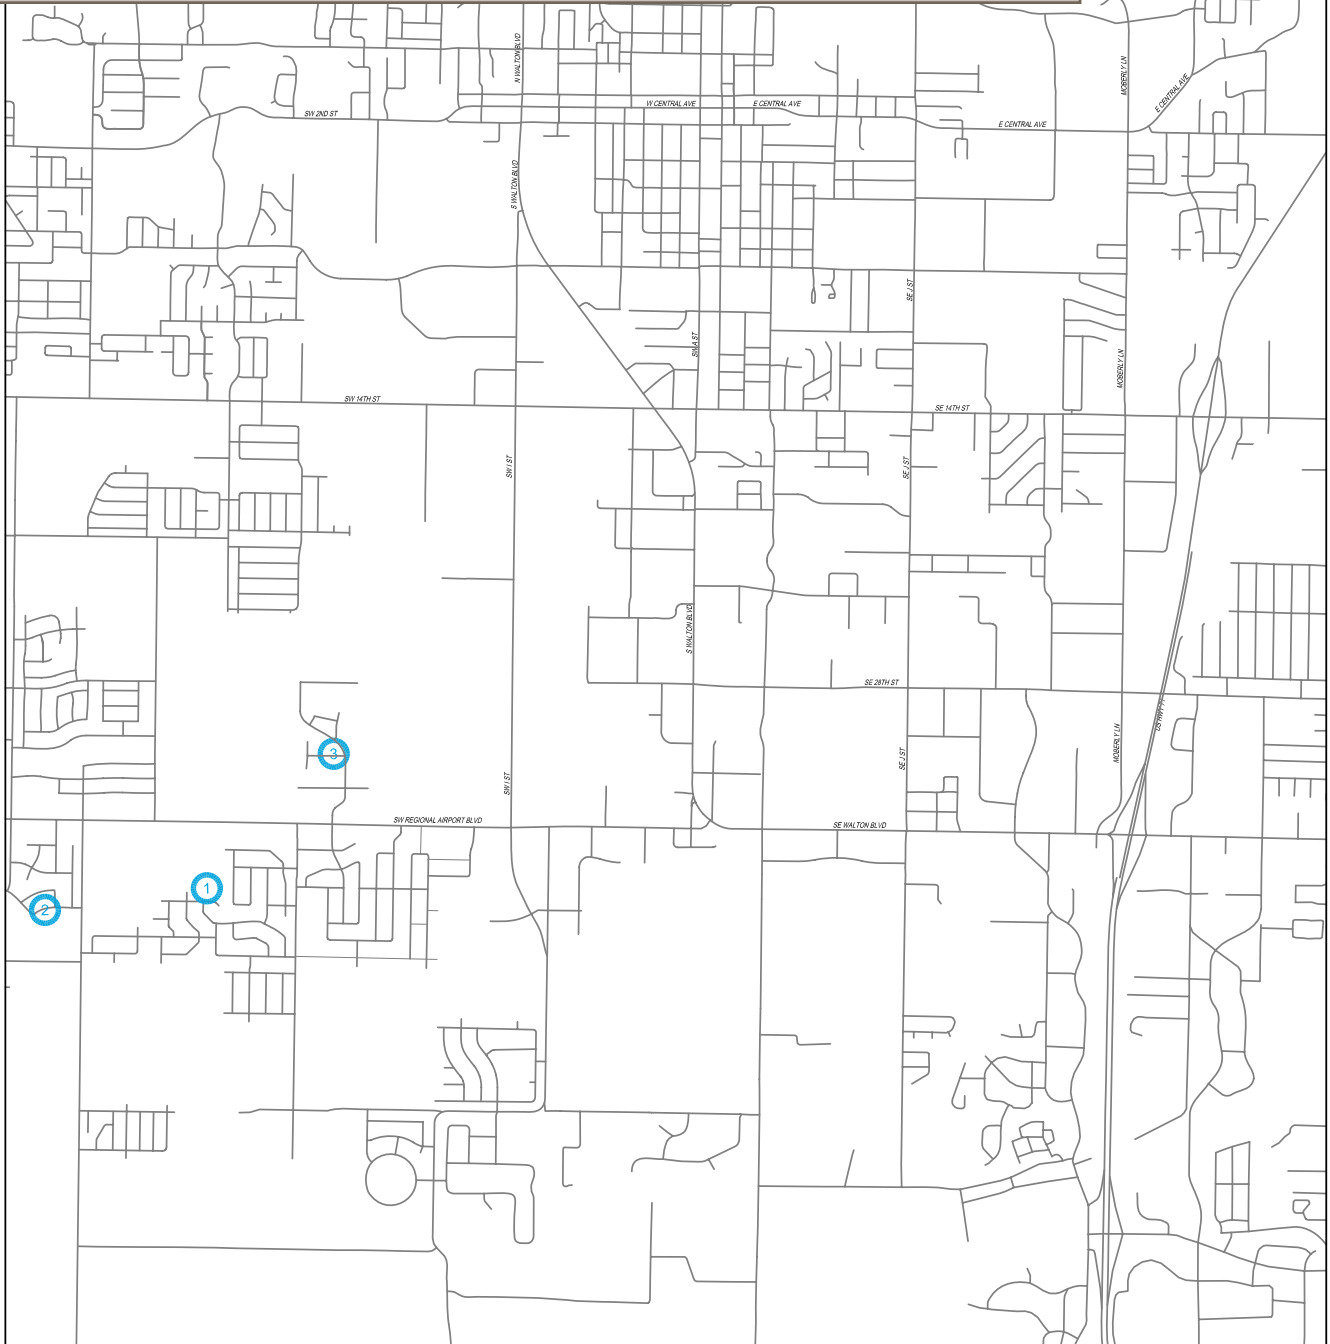 N WALTON BLVD
MOBERLY LN
E CENTRAL AVE
W CENTRAL AVE
E CENTRAL AVE
SW 2ND ST
E CENTRAL AVE
S WALTON BLVD
SE J ST
SW A ST
MOBERLY LN
SW 14TH ST
SE 14TH ST
SW I ST
SE J ST
S WALTON BLVD
SE 28TH ST
US HWY 71
MOBERLY LN
SE J ST
3
SW I ST
SW REGIONAL AIRPORT BLVD
SE WALTON BLVD
1
2